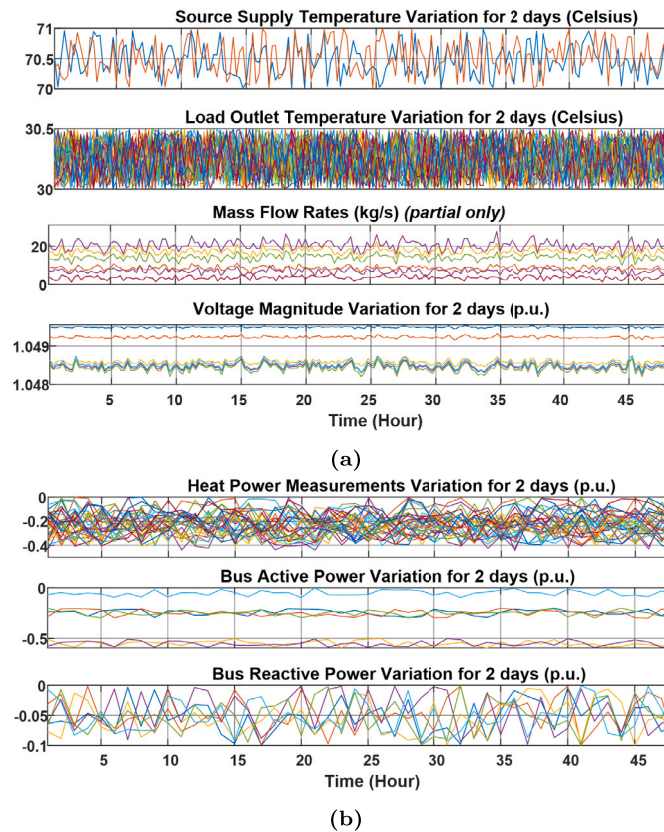 Source Supply Temperature Variation for 2 days (Celsius)
71
70.5
70
Load Outlet Temperature Variation for 2 days (Celsius)
30.5
30
Mass Flow Rates (kg/s) (partial only)
20
0
Voltage Magnitude Variation for 2 days (p.u.)
1.049
1.048
5 10 15 20 25 30 35 40 45
Time (Hour)
(a)
Heat Power Measurements Variation for 2 days (p.u.)
0
-0.2
-0.4
Bus Active Power Variation for 2 days (p.u.)
0
-0.5
Bus Reactive Power Variation for 2 days (p.u.)
0
-0.05
-0.1
5 10 15 20 25 30 35 40 45
Time (Hour)
(b)